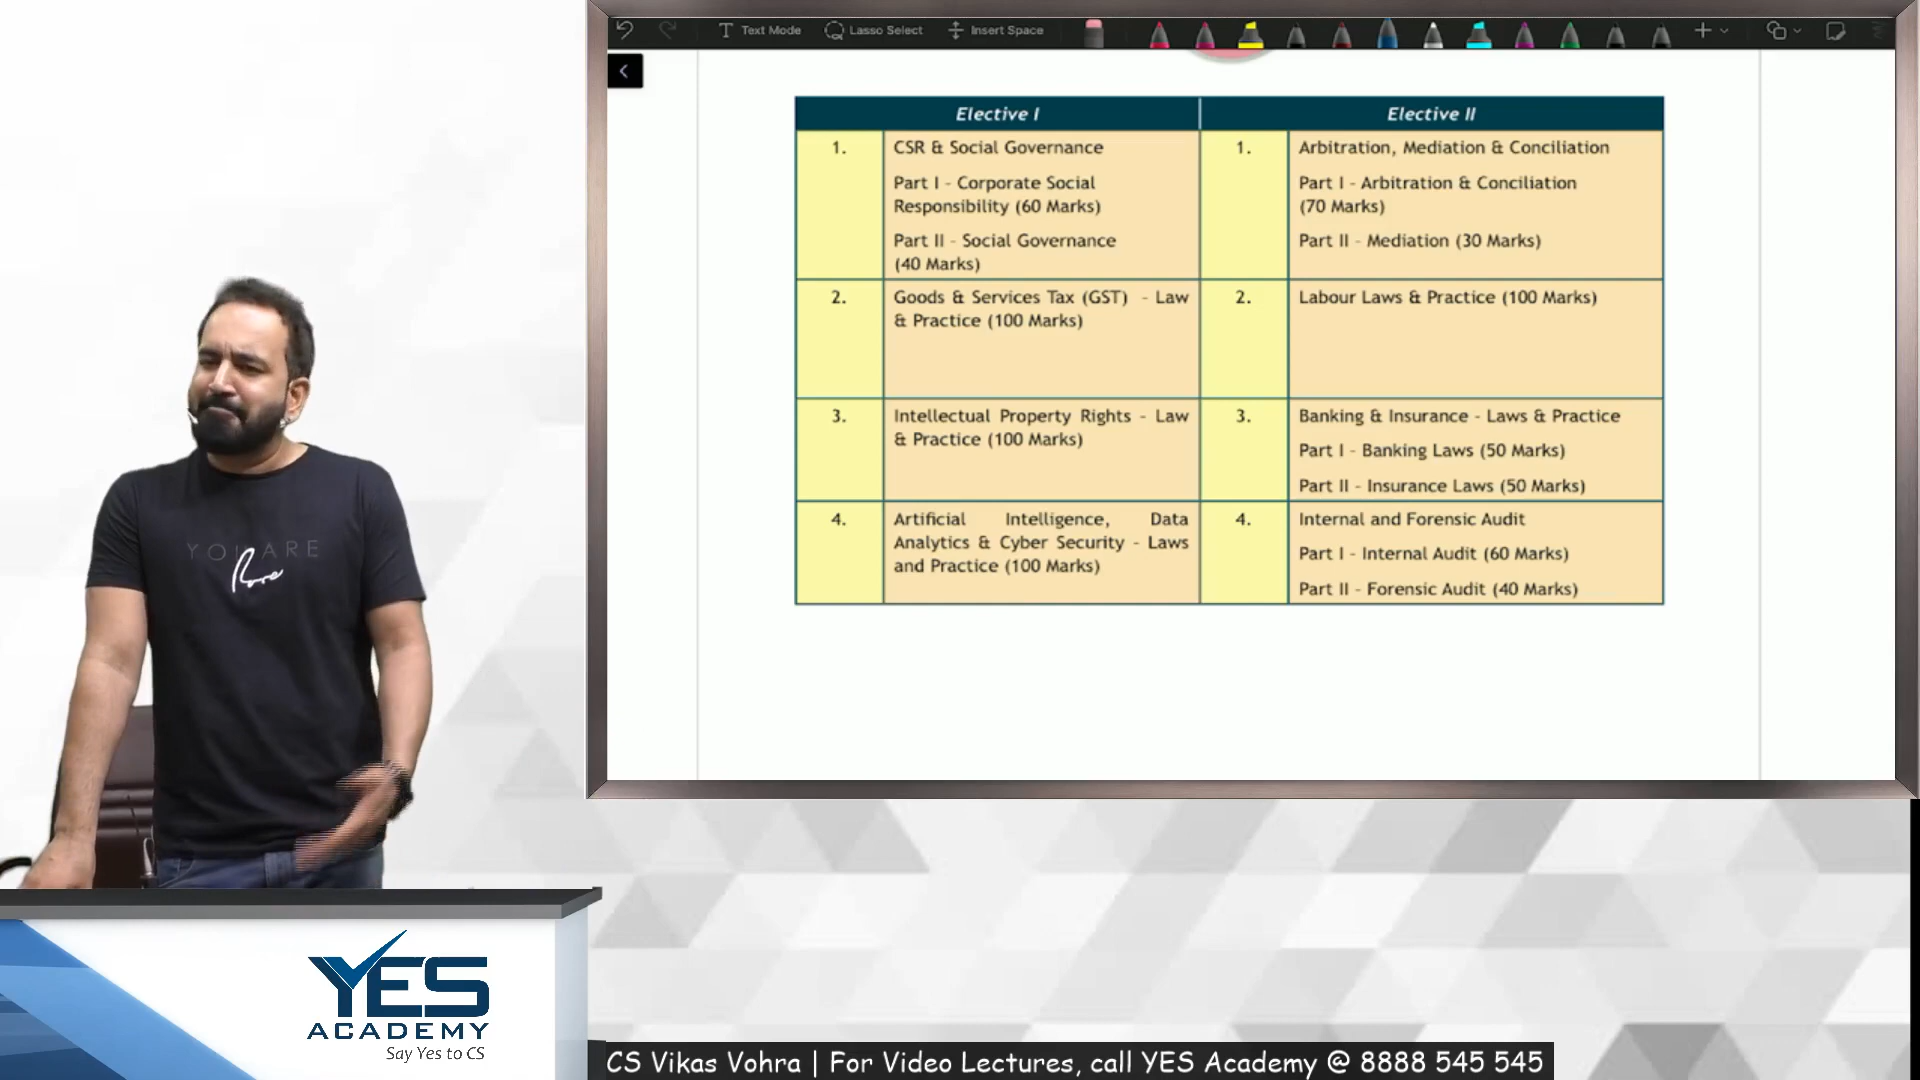 Text Mode
Lasso Select
Insert Space
Elective I
Elective II
1.
CSR & Social Governance
Part I - Corporate Social
Responsibility (60 Marks)
Part II - Social Governance
(40 Marks)
1.
Arbitration, Mediation & Conciliation
Part I - Arbitration & Conciliation
(70 Marks)
Part II - Mediation (30 Marks)
2.
Goods & Services Tax (GST) - Law
& Practice (100 Marks)
2.
Labour Laws & Practice (100 Marks)
3.
Intellectual Property Rights - Law
& Practice (100 Marks)
3.
Banking & Insurance - Laws & Practice
Part I - Banking Laws (50 Marks)
Part II - Insurance Laws (50 Marks)
4.
Artificial Intelligence, Data
Analytics & Cyber Security - Laws
and Practice (100 Marks)
4.
Internal and Forensic Audit
Part I - Internal Audit (60 Marks)
Part II - Forensic Audit (40 Marks)
YOU ARE
Rare
YES
ACADEMY
Say Yes to CS
CS Vikas Vohra | For Video Lectures, call YES Academy @ 8888 545 545